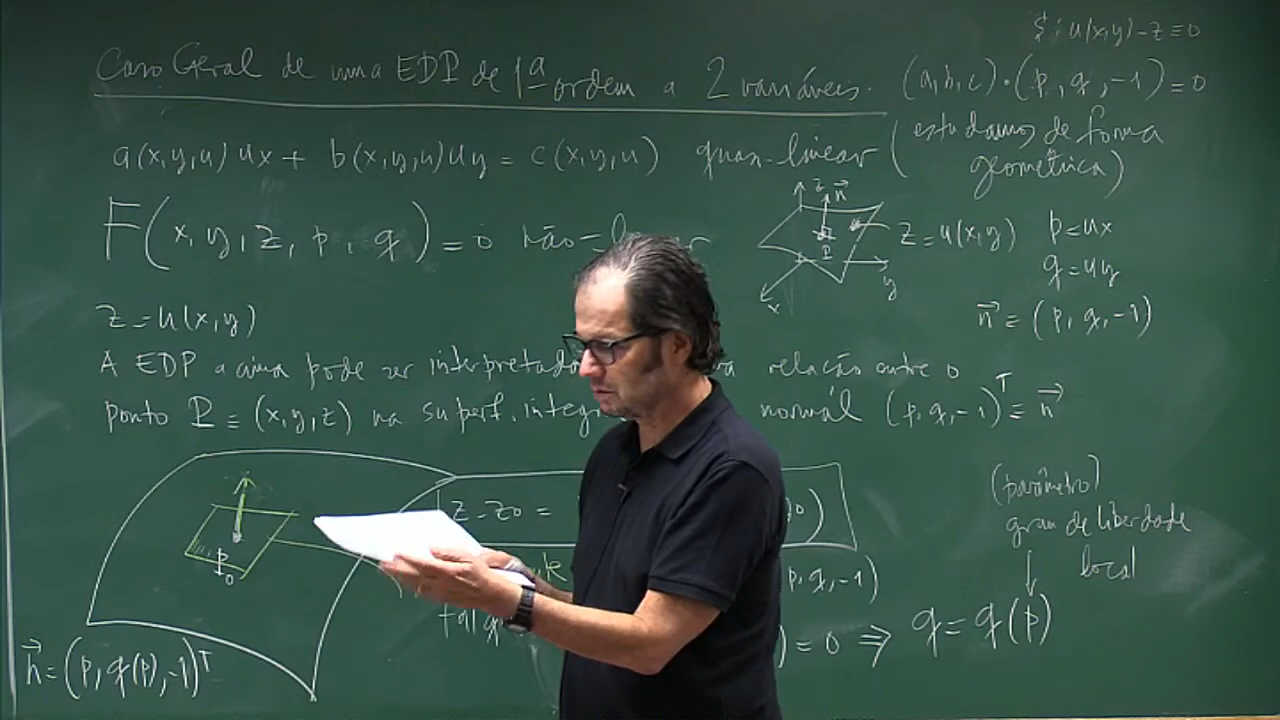 $: u(x,y) - z ≡ 0
Caso Geral de uma EDP de 1ª ordem a 2 variáveis.
(a,b,c)·(p,q,-1)=0
a(x,y,u) ux + b(x,y,u) uy = c(x,y,u) quasi-linear (estudamos de forma
geométrica)
F(x,y,z,p,q)=0 não-
z n
P
y
x
z=u(x,y) p=ux
q=uy
n=(p,q,-1)
z=u(x,y)
A EDP acima pode ser interpretada relação entre o
ponto P≡(x,y,z) na superf. integ normal (p,q,-1)^T≡n
(parâmetro)
grau de liberdade
local
z-z0=
P0
p,q,-1)
)=0 ⇒ q=q(p)
n=(p,q(p),-1)^T